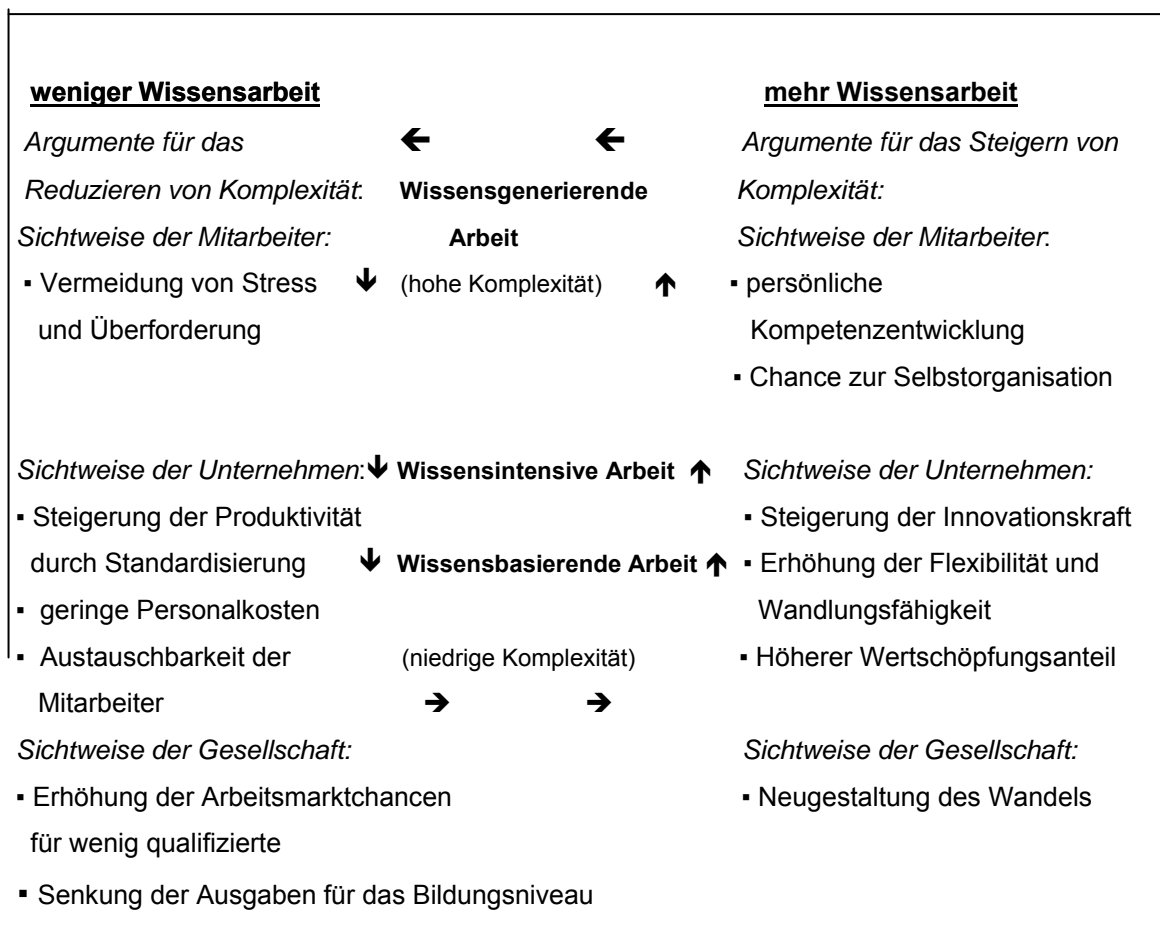 weniger Wissensarbeit mehr Wissensarbeit
Argumente für das ← ← Argumente für das Steigern von
Reduzieren von Komplexität: Wissensgenerierende Komplexität:
Sichtweise der Mitarbeiter: Arbeit Sichtweise der Mitarbeiter:
▪ Vermeidung von Stress ↓ (hohe Komplexität) ↑ ▪ persönliche
und Überforderung Kompetenzentwicklung
▪ Chance zur Selbstorganisation
Sichtweise der Unternehmen: ↓ Wissensintensive Arbeit ↑ Sichtweise der Unternehmen:
▪ Steigerung der Produktivität ▪ Steigerung der Innovationskraft
durch Standardisierung ↓ Wissensbasierende Arbeit ↑ ▪ Erhöhung der Flexibilität und
▪ geringe Personalkosten Wandlungsfähigkeit
▪ Austauschbarkeit der (niedrige Komplexität) ▪ Höherer Wertschöpfungsanteil
Mitarbeiter → →
Sichtweise der Gesellschaft: Sichtweise der Gesellschaft:
▪ Erhöhung der Arbeitsmarktchancen ▪ Neugestaltung des Wandels
für wenig qualifizierte
▪ Senkung der Ausgaben für das Bildungsniveau